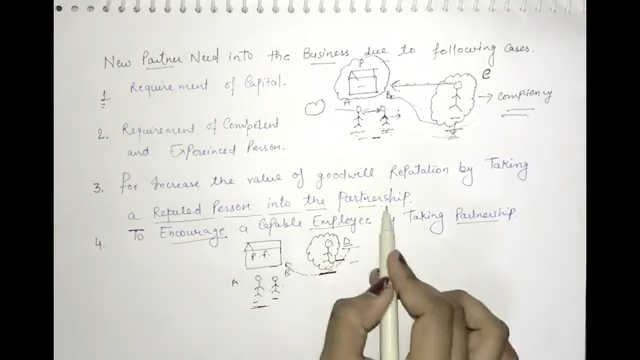 New Partner Need into the Business due to following Cases.
1 Requirement of Capital.
2. Requirement of Competent
and Expereinced Person.
3. for Increase the value of goodwill Reputation by Taking
a Reputed Person into the Partnership.
4. To Encourage a Capable Employee Taking Partnership
P
A
B
C
→ Competency
P.f.
A
B
D